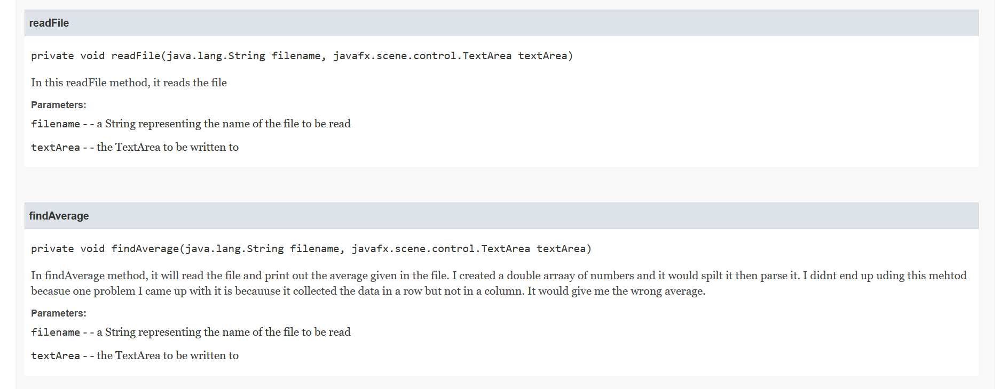 readFile
private void readFile(java.lang.String filename, javafx.scene.control.TextArea textArea)
In this readFile method, it reads the file
Parameters:
filename - - a String representing the name of the file to be read
textArea - - the TextArea to be written to
findAverage
private void findAverage(java.lang.String filename, javafx.scene.control.TextArea textArea)
In findAverage method, it will read the file and print out the average given in the file. I created a double arraay of numbers and it would spilt it then parse it. I didnt end up uding this mehtod
becasue one problem I came up with it is becauuse it collected the data in a row but not in a column. It would give me the wrong average.
Parameters:
filename - - a String representing the name of the file to be read
textArea - - the TextArea to be written to